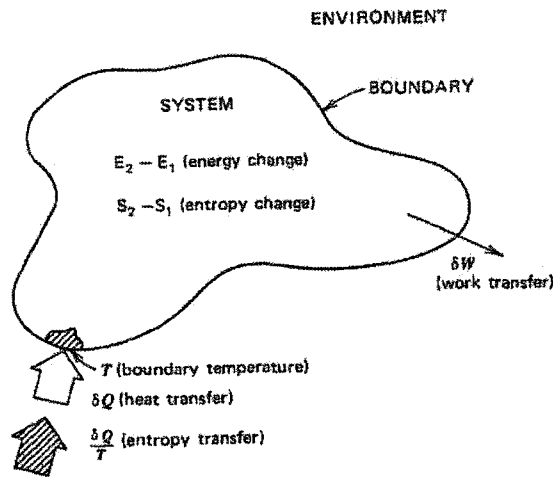 ENVIRONMENT
BOUNDARY
SYSTEM
E₂ – E₁ (energy change)
S₂ – S₁ (entropy change)
δW
(work transfer)
T (boundary temperature)
δQ (heat transfer)
δQ/T (entropy transfer)